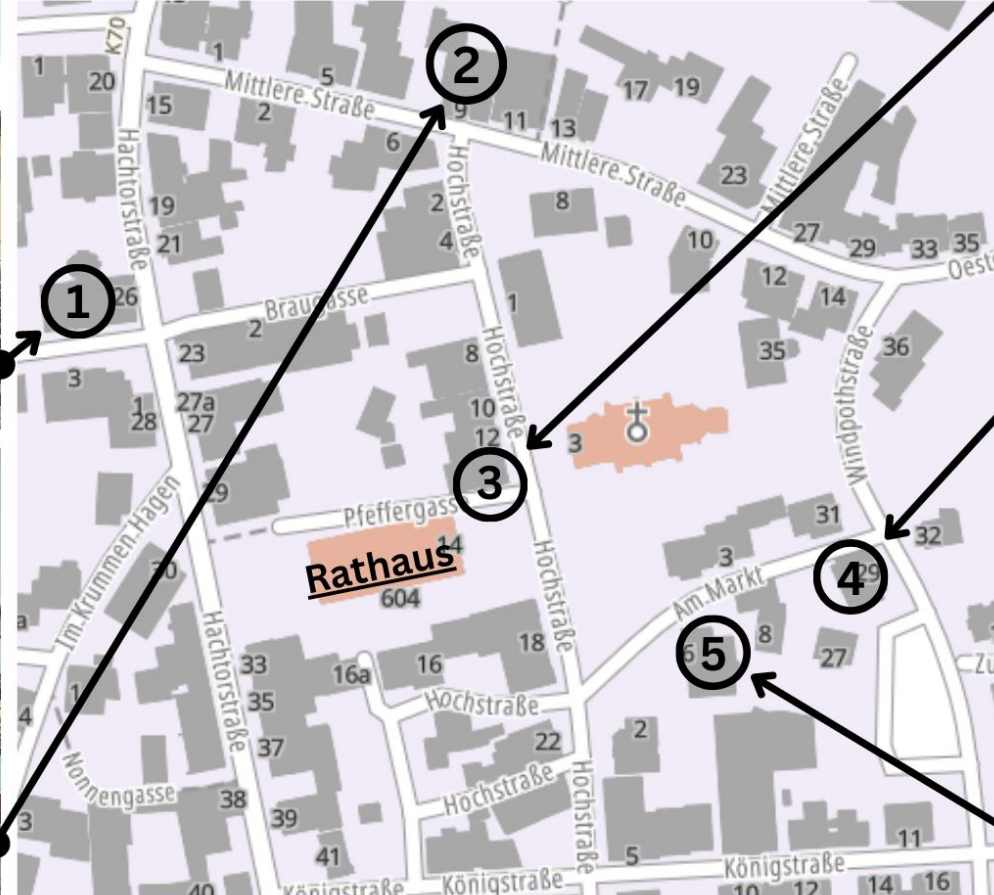 K70
1
5
2
17
19
1
20
15
Mittlere Straße
2
9
11
13
6
Mittlere Straße
Mittlere Straße
23
Hachtorstraße
Hochstraße
19
2
8
21
4
10
27
29
33
35
1
26
Braugasse
12
14
Oest
2
1
23
8
Hochstraße
35
36
Windpothstraße
3
27a
1
28
27
10
12
3
3
29
Pfeffergasse
31
32
Im Krummen Hagen
14
Rathaus
604
30
3
4
29
Am Markt
Hochstraße
Hachtorstraße
18
8
6
5
27
33
16a
16
Zu
1
35
Hochstraße
4
37
22
2
Nonnengasse
Hochstraße
Hochstraße
38
3
39
41
5
11
Königstraße
40
Königstraße
Königstraße
10
12
14
16